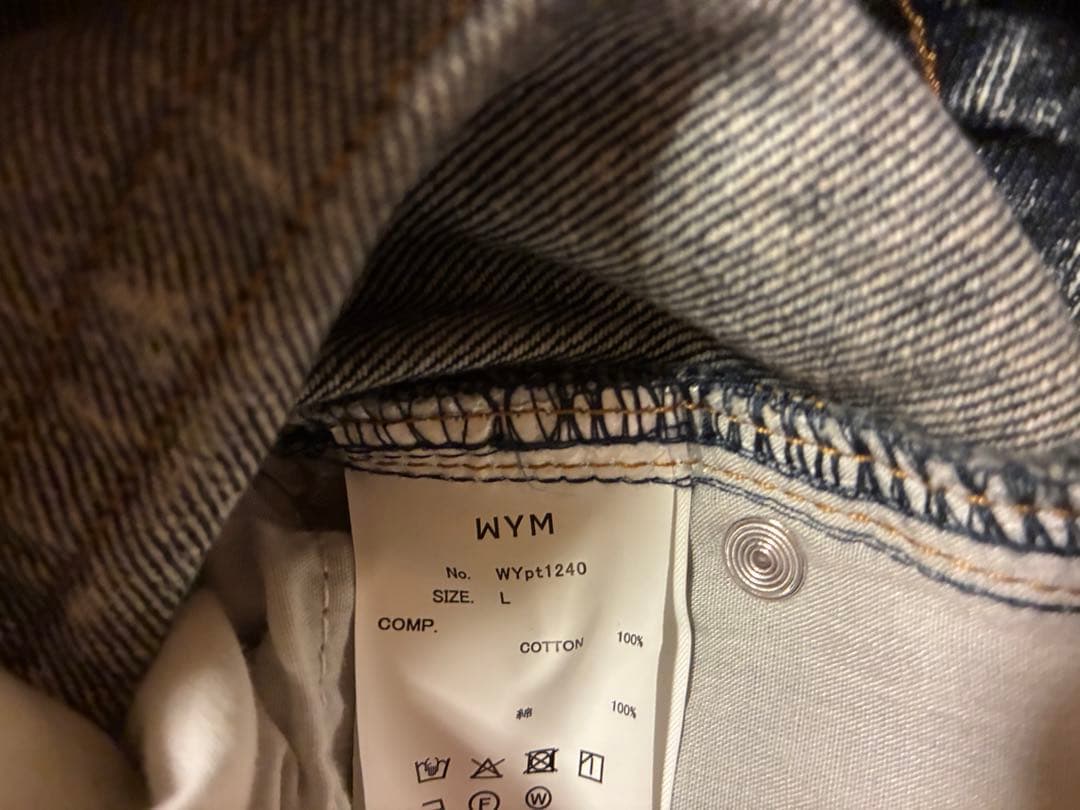 WYM
No. WYpt1240
SIZE. L
COMP.
COTTON 100%
綿 100%
F W